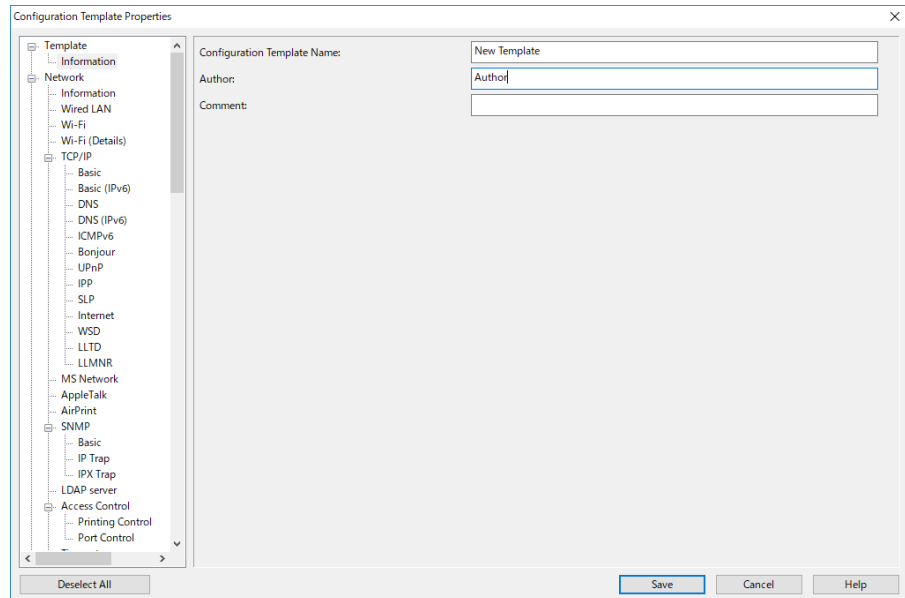 Configuration Template Properties
Template
Information
Network
Information
Wired LAN
Wi-Fi
Wi-Fi (Details)
TCP/IP
Basic
Basic (IPv6)
DNS
DNS (IPv6)
ICMPv6
Bonjour
UPnP
IPP
SLP
Internet
WSD
LLTD
LLMNR
MS Network
AppleTalk
AirPrint
SNMP
Basic
IP Trap
IPX Trap
LDAP server
Access Control
Printing Control
Port Control
Configuration Template Name: New Template
Author: Author
Comment:
Deselect All Save Cancel Help